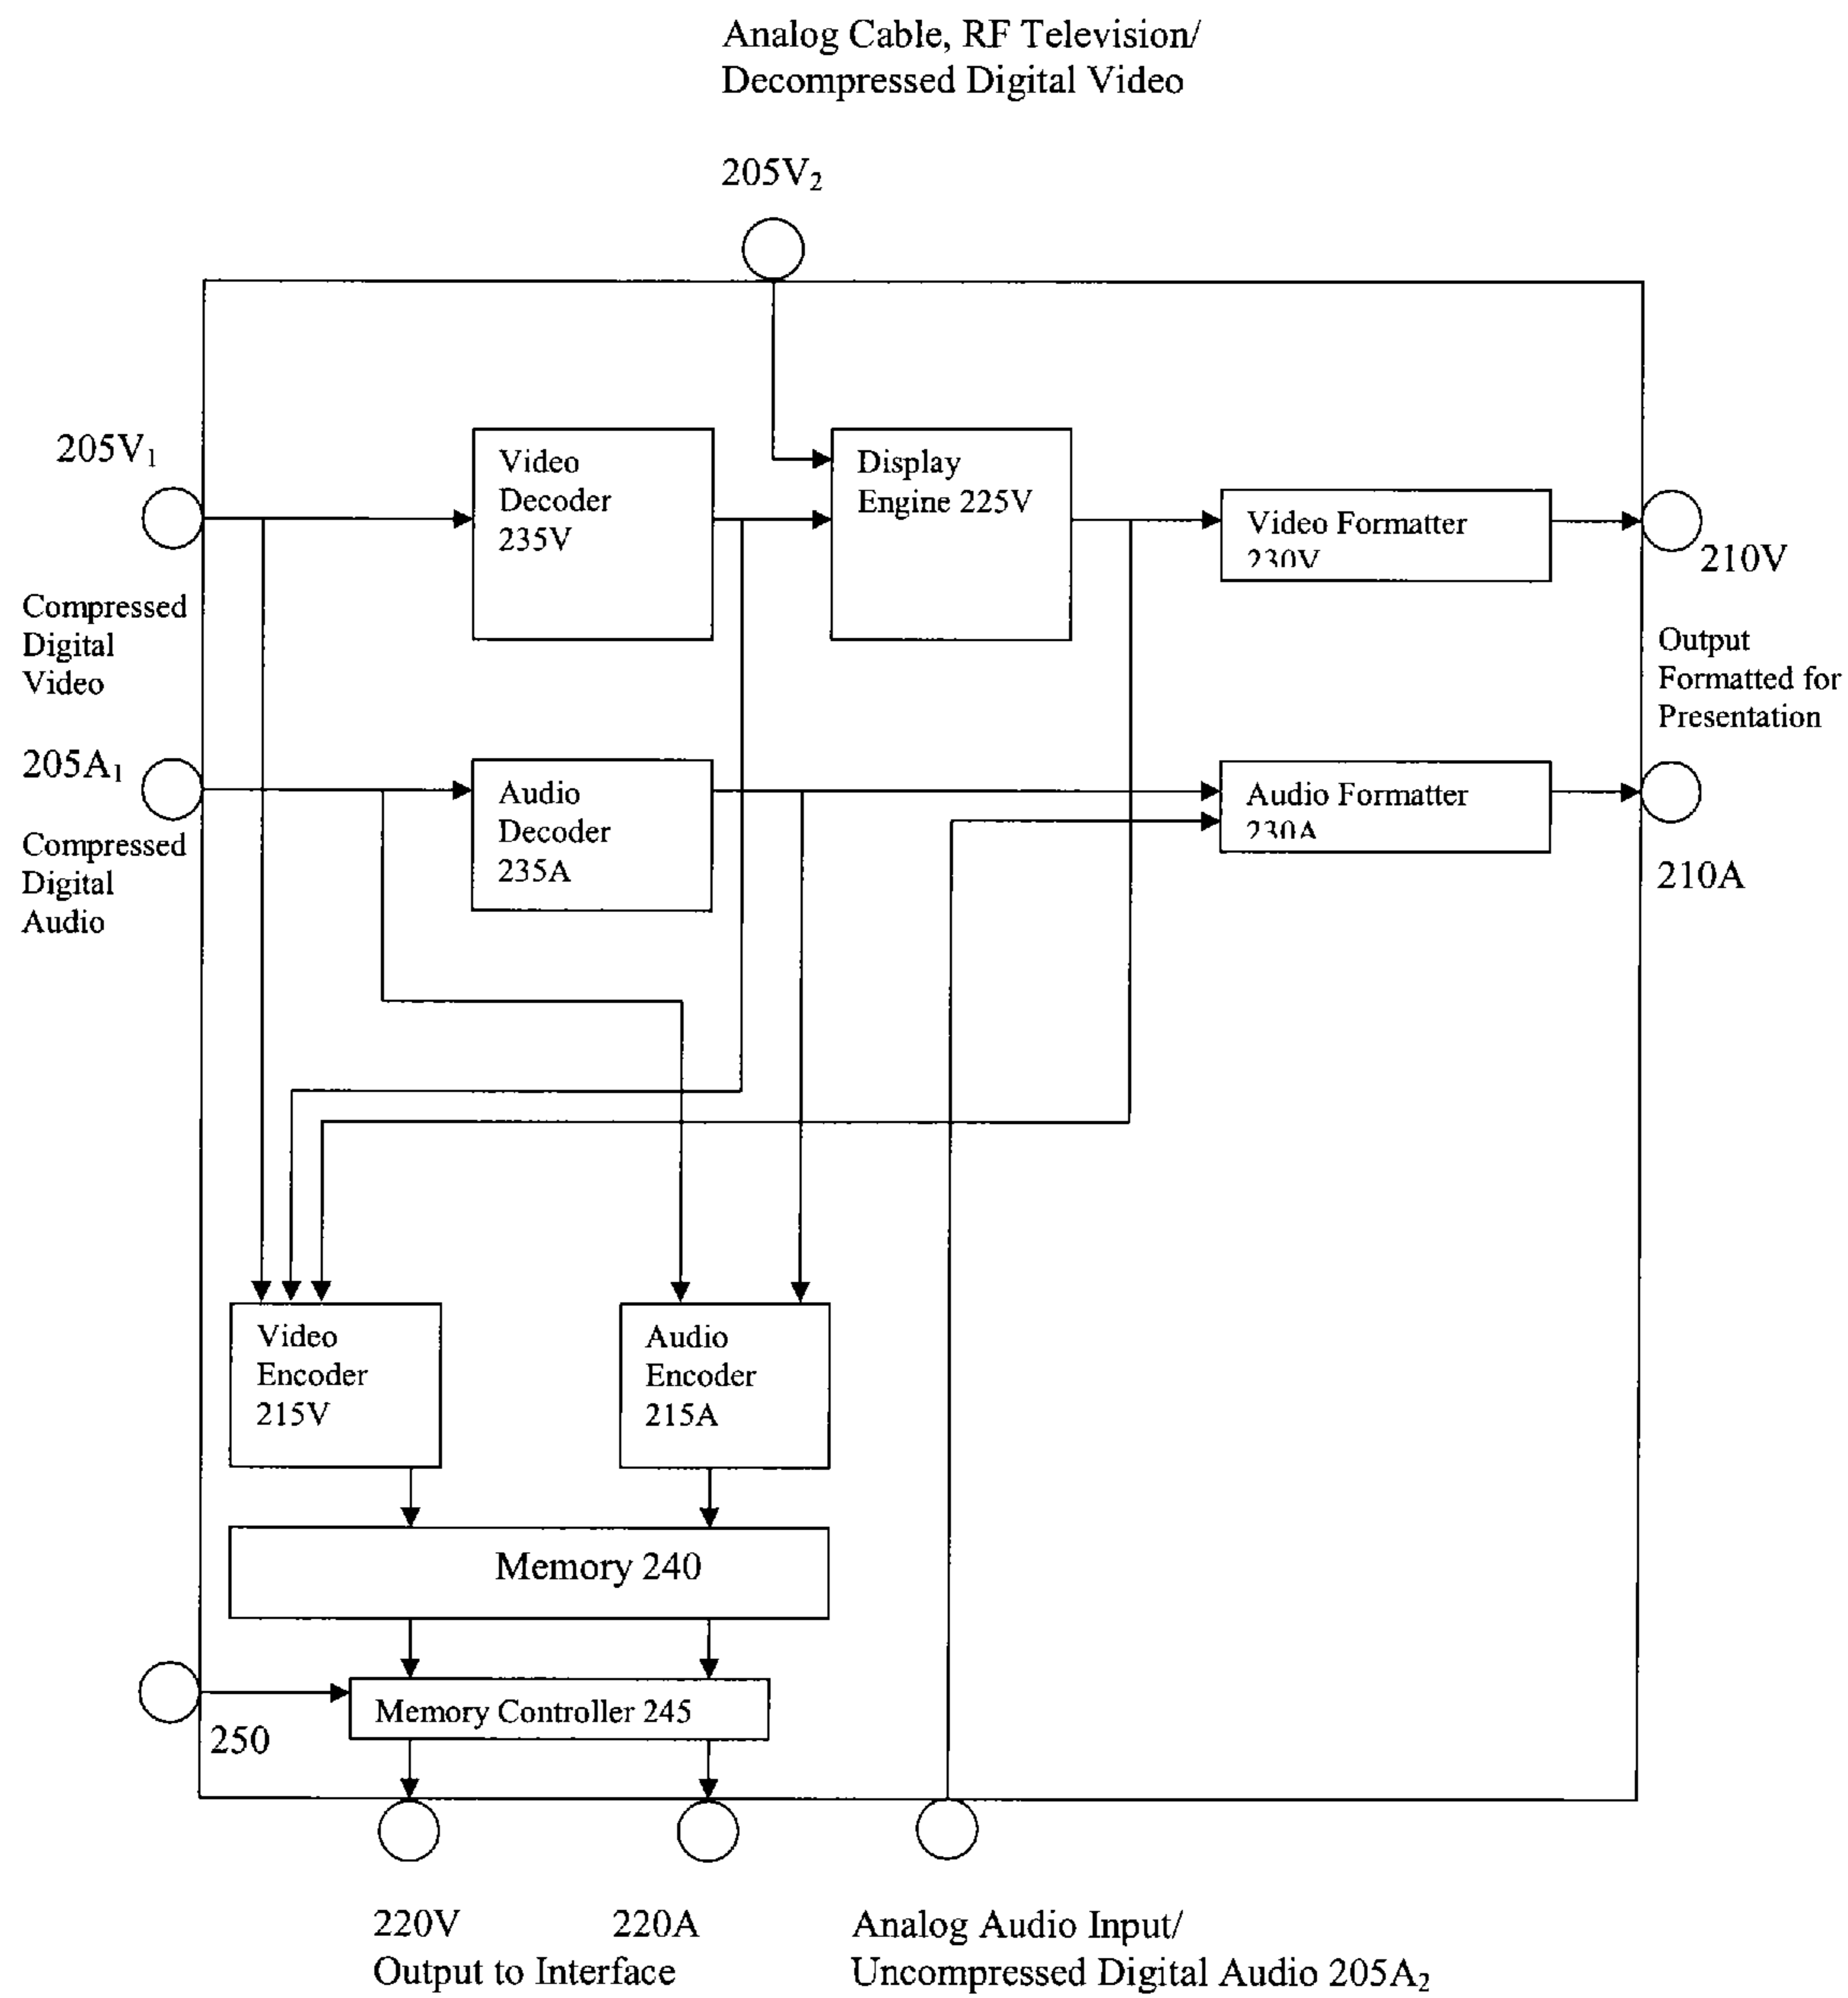 Analog Cable, RF Television/
Decompressed Digital Video
205V₂
205V₁
Compressed
Digital
Video
Video
Decoder
235V
Display
Engine 225V
Video Formatter
230V
210V
Output
Formatted for
Presentation
205A₁
Compressed
Digital
Audio
Audio
Decoder
235A
Audio Formatter
230A
210A
Video
Encoder
215V
Audio
Encoder
215A
Memory 240
Memory Controller 245
250
220V
220A
Output to Interface
Analog Audio Input/
Uncompressed Digital Audio 205A₂